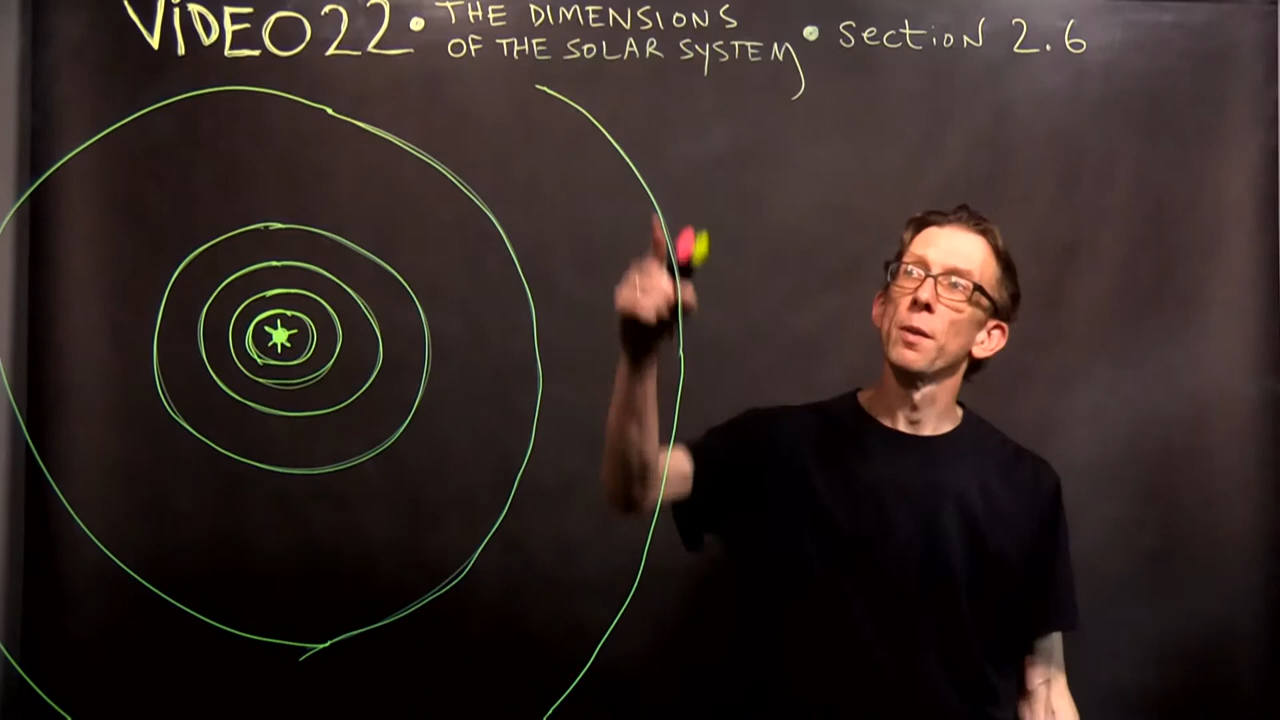 ViDEO 22 • THE DIMENSIONS
OF THE SOLAR SYSTEM • SectioN 2.6